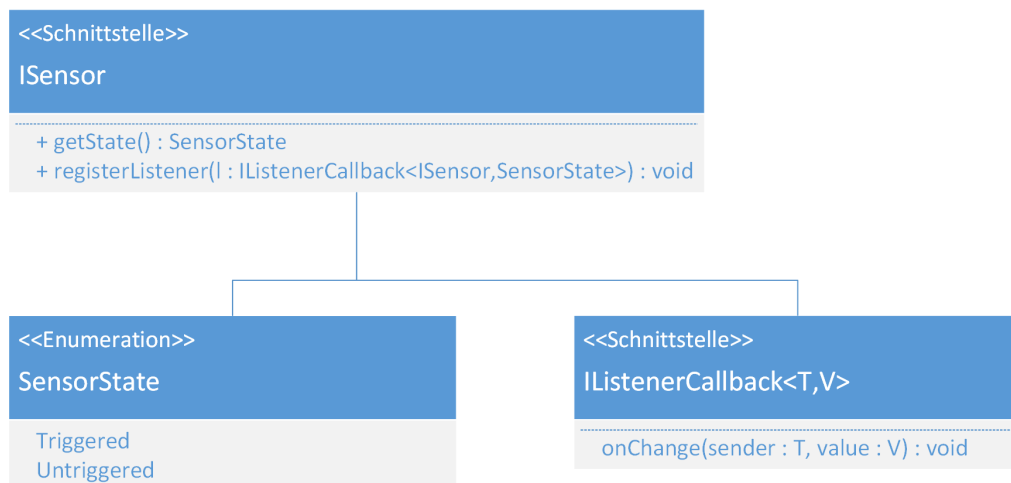 <<Schnittstelle>>
ISensor
+ getState() : SensorState
+ registerListener(l : IListenerCallback<ISensor,SensorState>) : void
<<Enumeration>>
SensorState
Triggered
Untriggered
<<Schnittstelle>>
IListenerCallback<T,V>
onChange(sender : T, value : V) : void